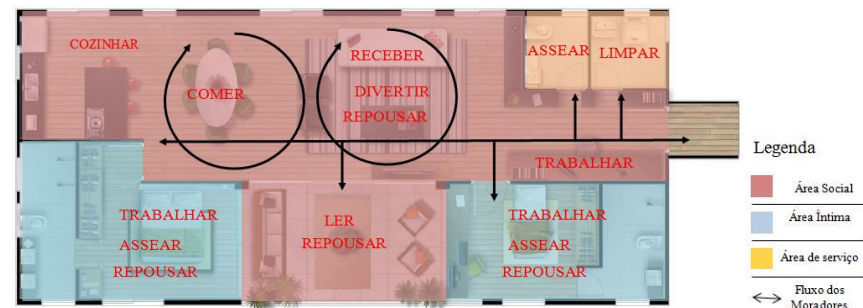 COZINHAR
COMER
RECEBER
DIVERTIR
REPOUSAR
ASSEAR
LIMPAR
TRABALHAR
TRABALHAR
ASSEAR
REPOUSAR
LER
REPOUSAR
TRABALHAR
ASSEAR
REPOUSAR
Legenda
Área Social
Área Íntima
Área de serviço
Fluxo dos
Moradores